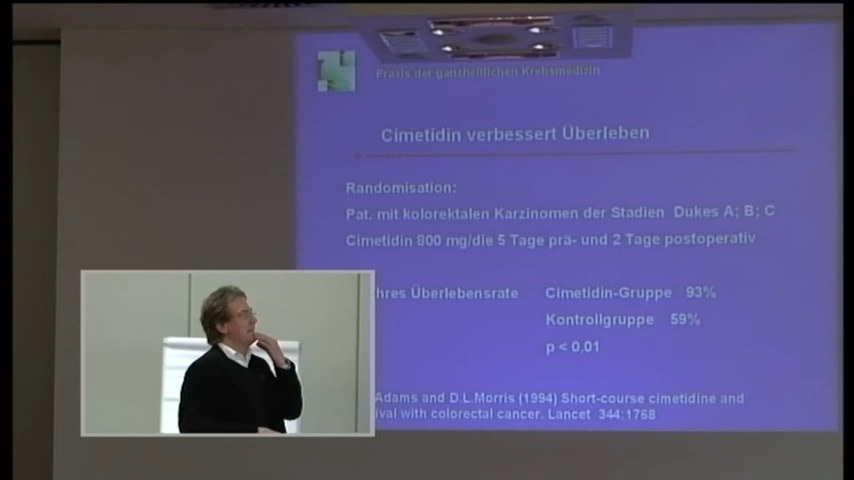 Praxis der ganzheitlichen Krebsmedizin
Cimetidin verbessert Überleben
Randomisation:
Pat. mit kolorektalen Karzinomen der Stadien Dukes A; B; C
Cimetidin 800 mg/die 5 Tage prä- und 2 Tage postoperativ
hres Überlebensrate Cimetidin-Gruppe 93%
Kontrollgruppe 59%
p < 0.01
Adams and D.L.Morris (1994) Short-course cimetidine and
ival with colorectal cancer. Lancet 344:1768